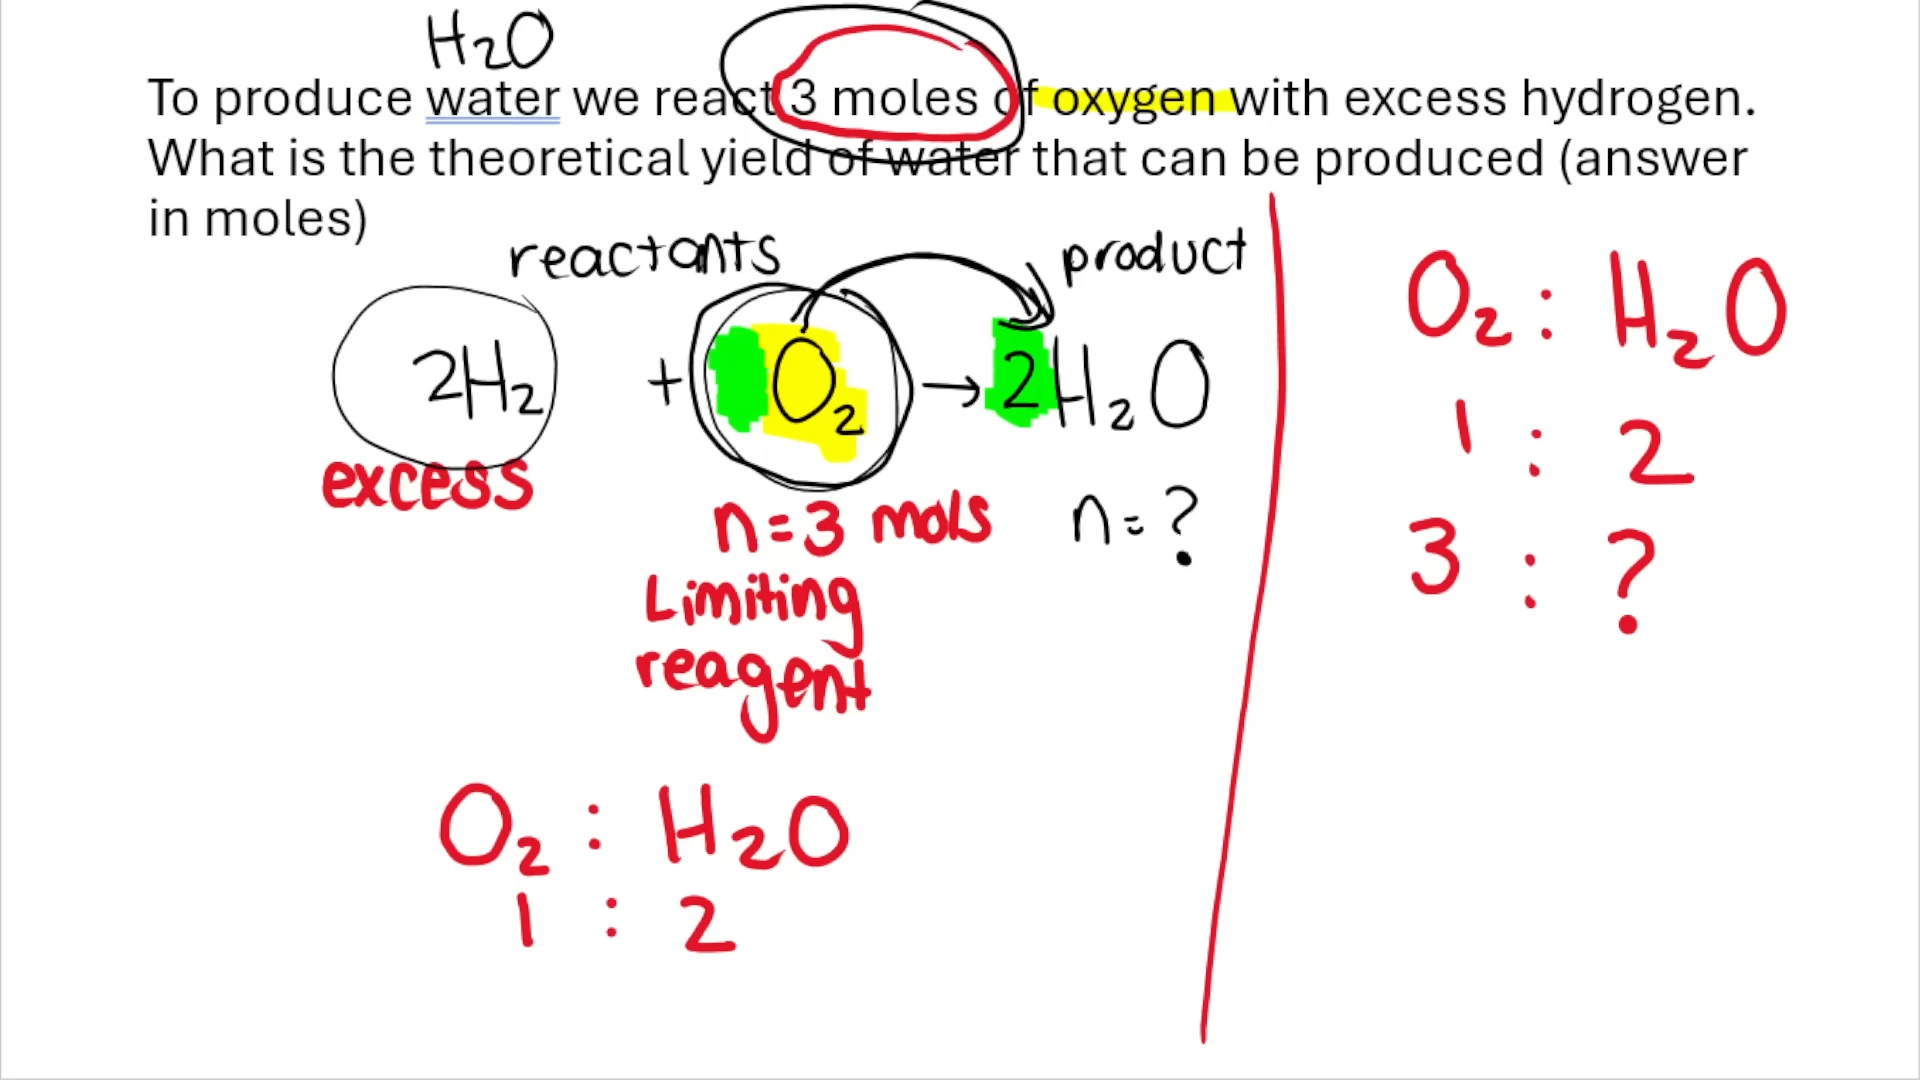 H₂O
To produce water we react 3 moles of oxygen with excess hydrogen.
What is the theoretical yield of water that can be produced (answer
in moles)
reactants product
2H₂ + O₂ → 2H₂O
excess
n=3 mols n=?
Limiting
reagent
O₂ : H₂O
1 : 2
O₂ : H₂O
1 : 2
3 : ?